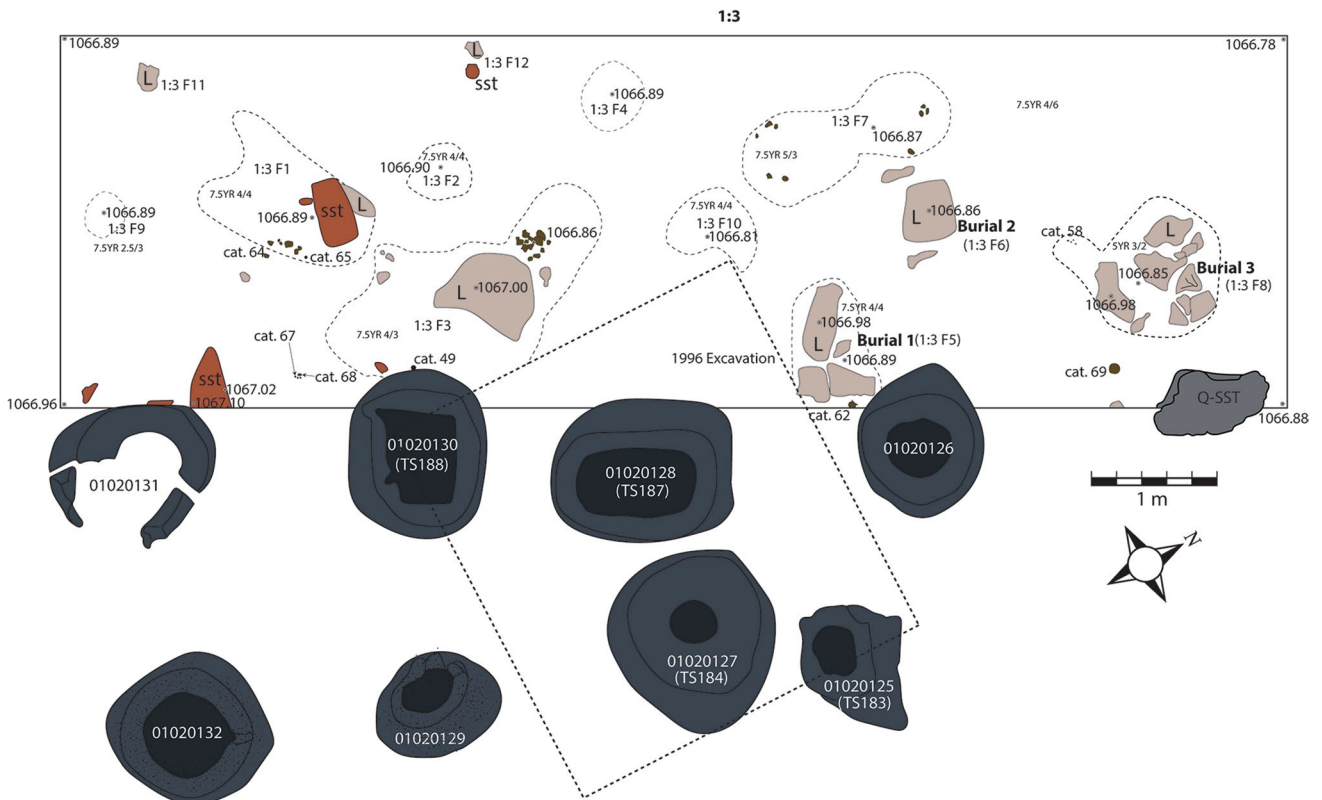 1:3
1066.89
1066.78
L
1:3 F11
L
1:3 F12
sst
1066.89
1:3 F4
1:3 F7
1066.87
7.5YR 4/6
7.5YR 5/3
1:3 F1
7.5YR 4/4
1066.90
7.5YR 4/4
1:3 F2
1066.89
1:3 F9
7.5YR 2.5/3
1066.89
sst
L
cat. 64
cat. 65
1066.86
7.5YR 4/4
1:3 F10
1066.81
L
1066.86
Burial 2
(1:3 F6)
cat. 58
5YR 3/2
L
1066.85
1066.98
Burial 3
(1:3 F8)
L
1067.00
1:3 F3
7.5YR 4/3
7.5YR 4/4
1066.98
L
Burial 1 (1:3 F5)
1066.89
cat. 67
cat. 68
cat. 49
1996 Excavation
cat. 69
sst
1067.02
1067.10
1066.96
cat. 62
Q-SST
1066.88
01020131
01020130
(TS188)
01020128
(TS187)
01020126
1 m
N
01020127
(TS184)
01020125
(TS183)
01020132
01020129